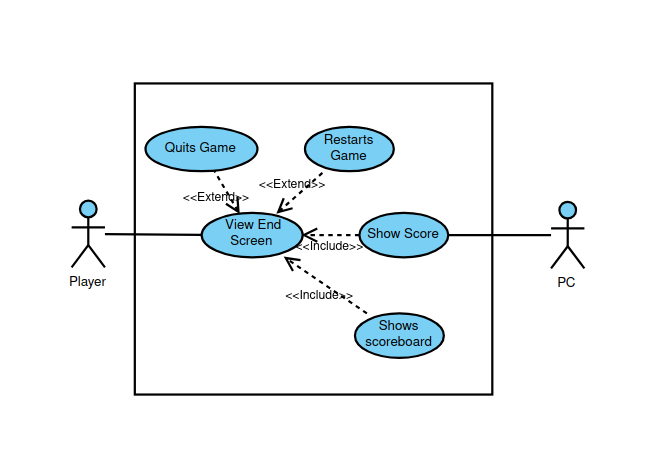 Quits Game
Restarts
Game
<<Extend>>
<<Extend>>
View End
Screen
Show Score
<<Include>>
Player
PC
<<Include>>
Shows
scoreboard